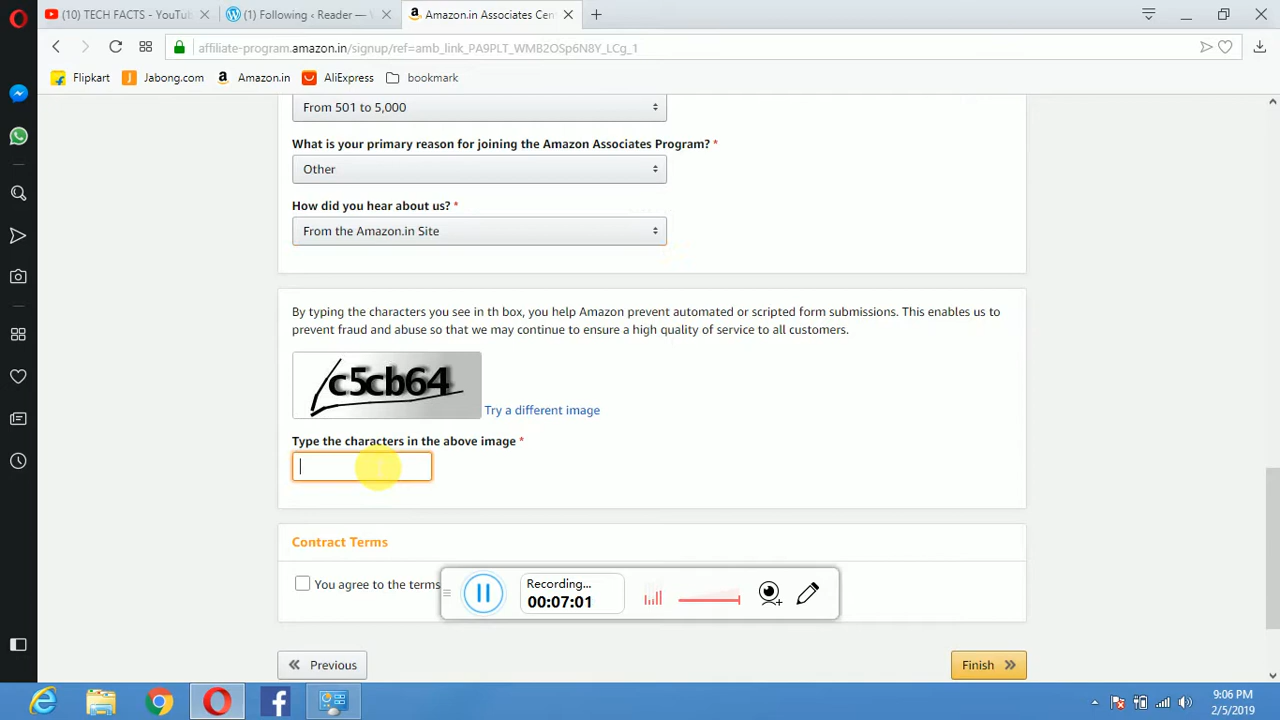 (10) TECH FACTS - YouTu
(1) Following ‹ Reader — W
Amazon.in Associates Cen
affiliate-program.amazon.in/signup/ref=amb_link_PA9PLT_WMB2OSp6N8Y_LCg_1
Flipkart
Jabong.com
Amazon.in
AliExpress
bookmark
From 501 to 5,000
What is your primary reason for joining the Amazon Associates Program? *
Other
How did you hear about us? *
From the Amazon.in Site
By typing the characters you see in th box, you help Amazon prevent automated or scripted form submissions. This enables us to
prevent fraud and abuse so that we may continue to ensure a high quality of service to all customers.
c5cb64
Try a different image
Type the characters in the above image *
Contract Terms
You agree to the terms
Recording...
00:07:01
Previous
Finish
9:06 PM
2/5/2019